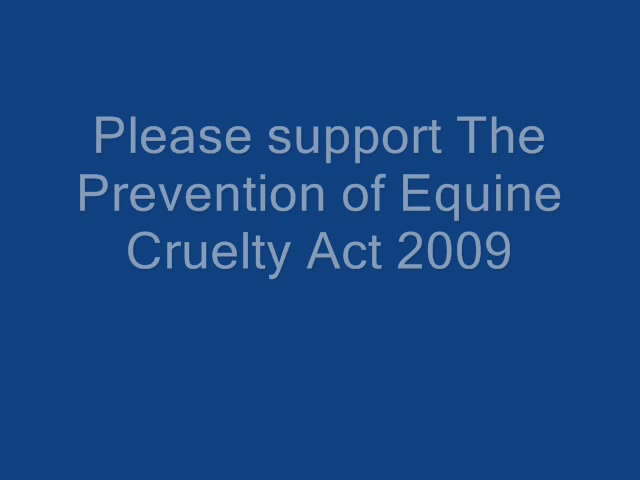 Please support The
Prevention of Equine
Cruelty Act 2009